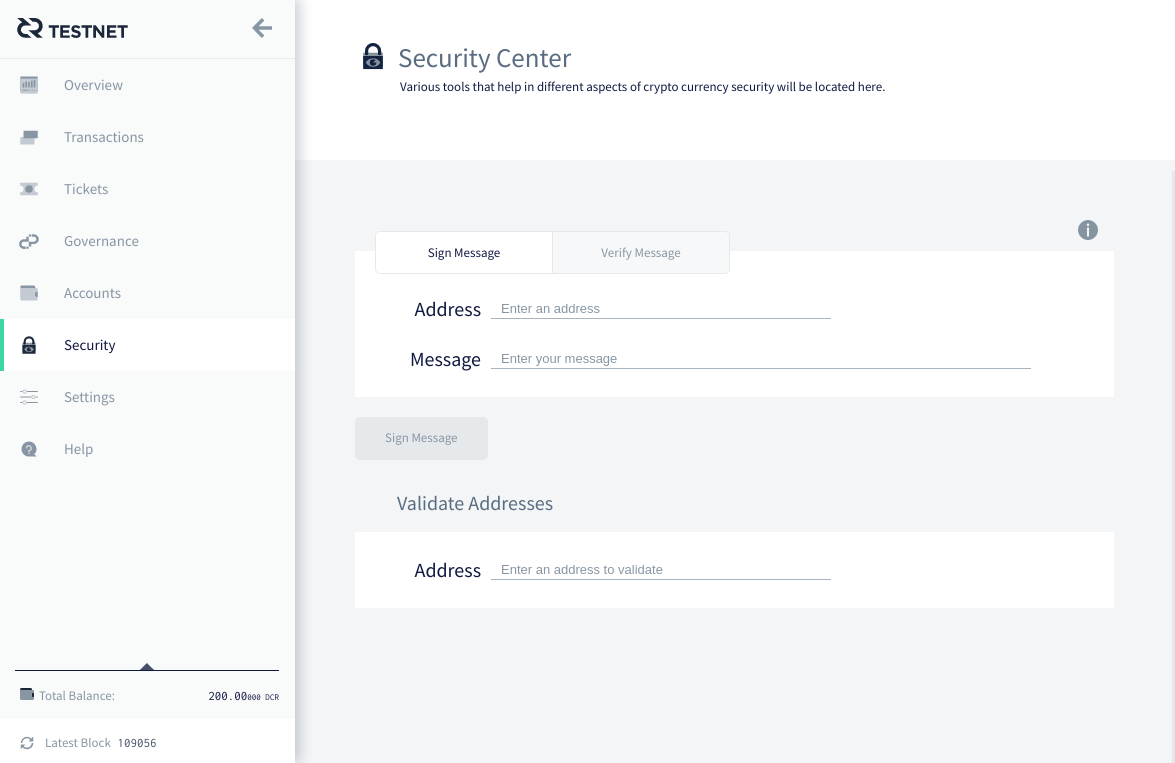 TESTNET
Overview
Transactions
Tickets
Governance
Accounts
Security
Settings
Help
Total Balance: 200.00000 DCR
Latest Block 109056
Security Center
Various tools that help in different aspects of crypto currency security will be located here.
Sign Message Verify Message
Address Enter an address
Message Enter your message
Sign Message
Validate Addresses
Address Enter an address to validate